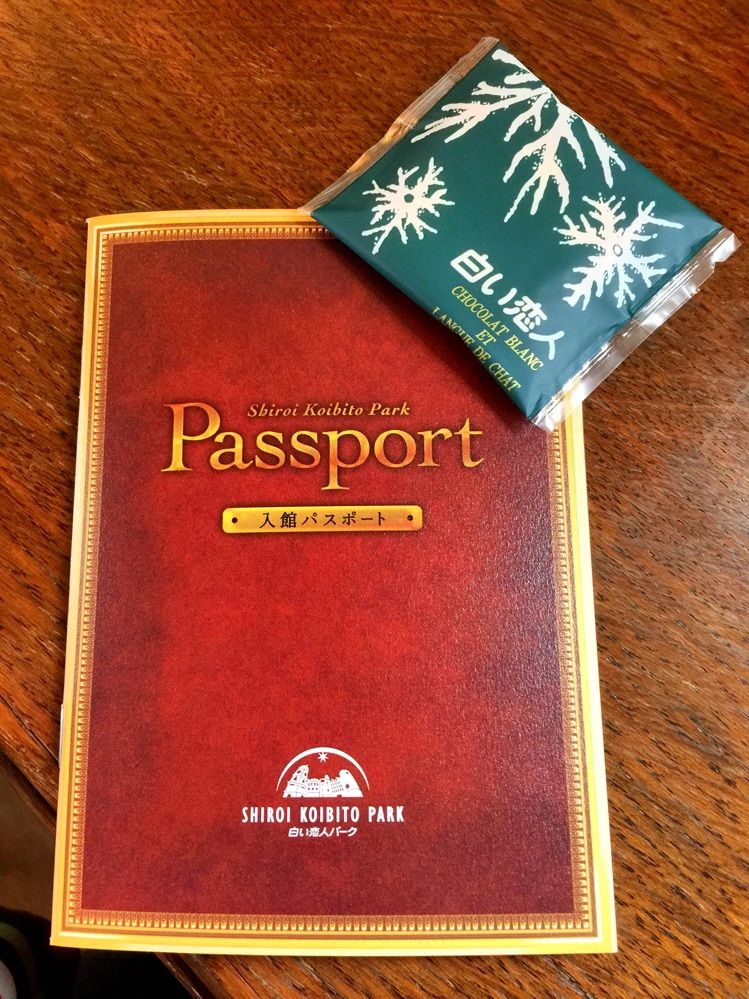 白い恋人
CHOCOLAT BLANC
ET
LANGUE DE CHAT
Shiroi Koibito Park
Passport
入館パスポート
SHIROI KOIBITO PARK
白い恋人パーク